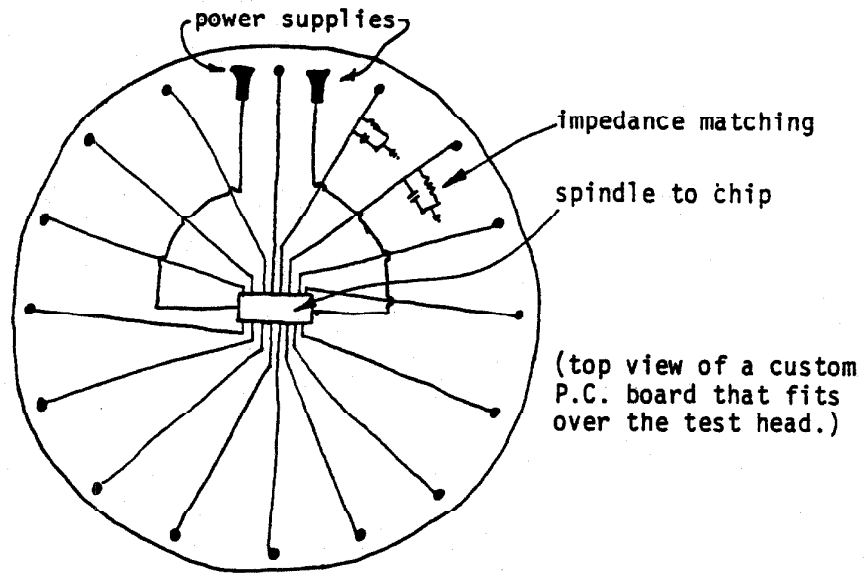 power supplies
impedance matching
spindle to chip
(top view of a custom
P.C. board that fits
over the test head.)